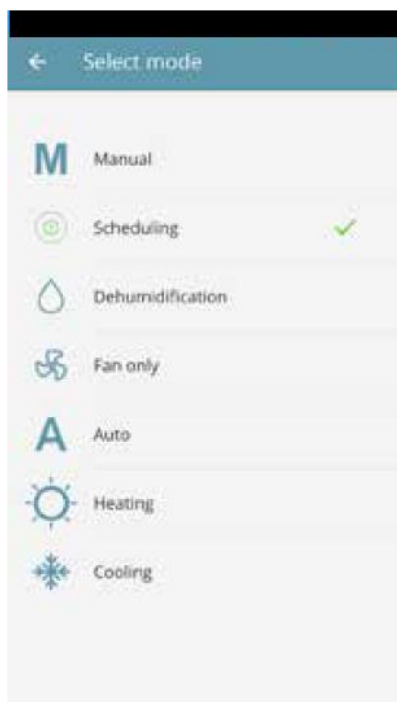 Select mode
M Manual
Scheduling
Dehumidification
Fan only
A Auto
Heating
Cooling